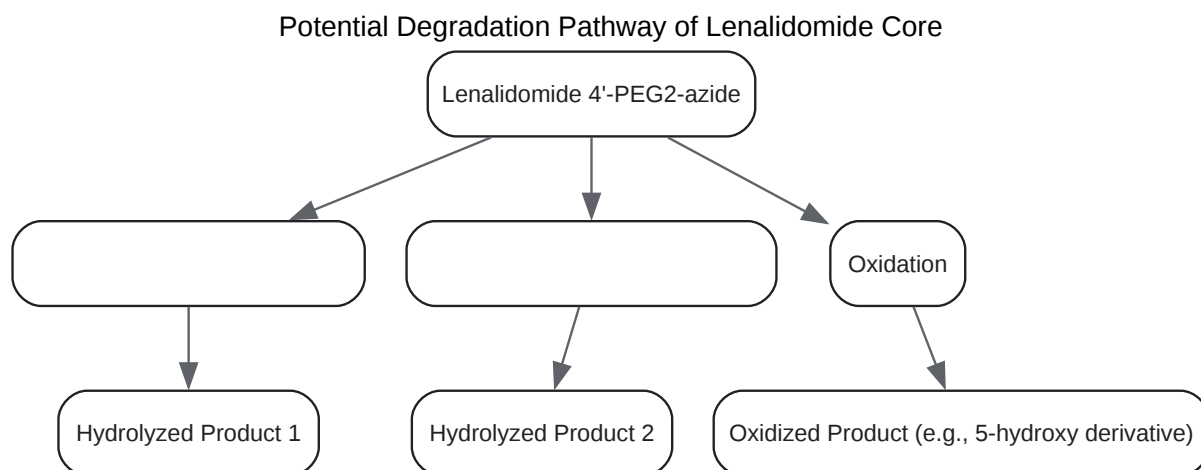 Potential Degradation Pathway of Lenalidomide Core
Lenalidomide 4'-PEG2-azide
Oxidation
Hydrolyzed Product 1
Hydrolyzed Product 2
Oxidized Product (e.g., 5-hydroxy derivative)